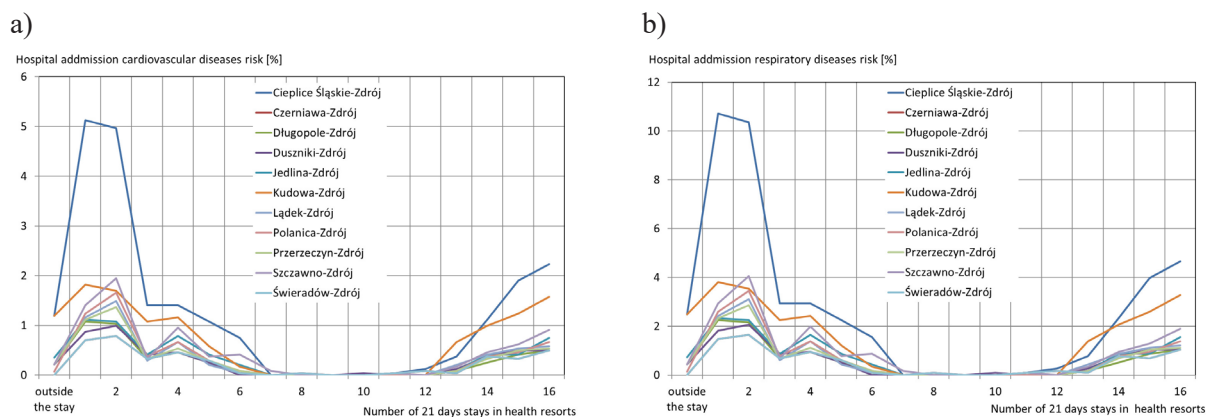 a)
Hospital addmission cardiovascular diseases risk [%]
6
5
4
3
2
1
0
Cieplice Śląskie-Zdrój
Czerniawa-Zdrój
Długopole-Zdrój
Duszniki-Zdrój
Jedlina-Zdrój
Kudowa-Zdrój
Lądek-Zdrój
Polanica-Zdrój
Przerzeczyn-Zdrój
Szczawno-Zdrój
Świeradów-Zdrój
outside
the stay
2
4
6
8
10
12
14
16
Number of 21 days stays in health resorts
b)
Hospital addmission respiratory diseases risk [%]
12
10
8
6
4
2
0
Cieplice Śląskie-Zdrój
Czerniawa-Zdrój
Długopole-Zdrój
Duszniki-Zdrój
Jedlina-Zdrój
Kudowa-Zdrój
Lądek-Zdrój
Polanica-Zdrój
Przerzeczyn-Zdrój
Szczawno-Zdrój
Świeradów-Zdrój
outside
the stay
2
4
6
8
10
12
14
16
Number of 21 days stays in health resorts